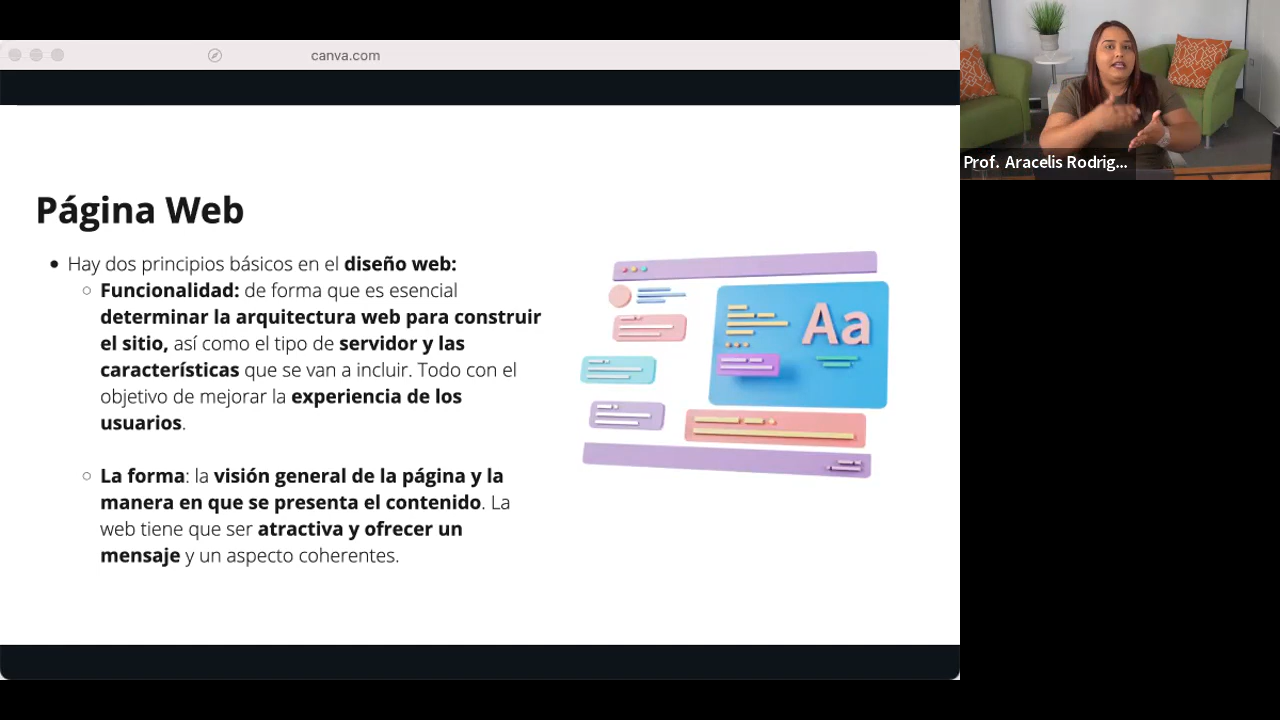 canva.com
Prof. Aracelis Rodrig...
Página Web
Hay dos principios básicos en el diseño web:
Funcionalidad: de forma que es esencial
determinar la arquitectura web para construir
el sitio, así como el tipo de servidor y las
características que se van a incluir. Todo con el
objetivo de mejorar la experiencia de los
usuarios.
La forma: la visión general de la página y la
manera en que se presenta el contenido. La
web tiene que ser atractiva y ofrecer un
mensaje y un aspecto coherentes.
Aa